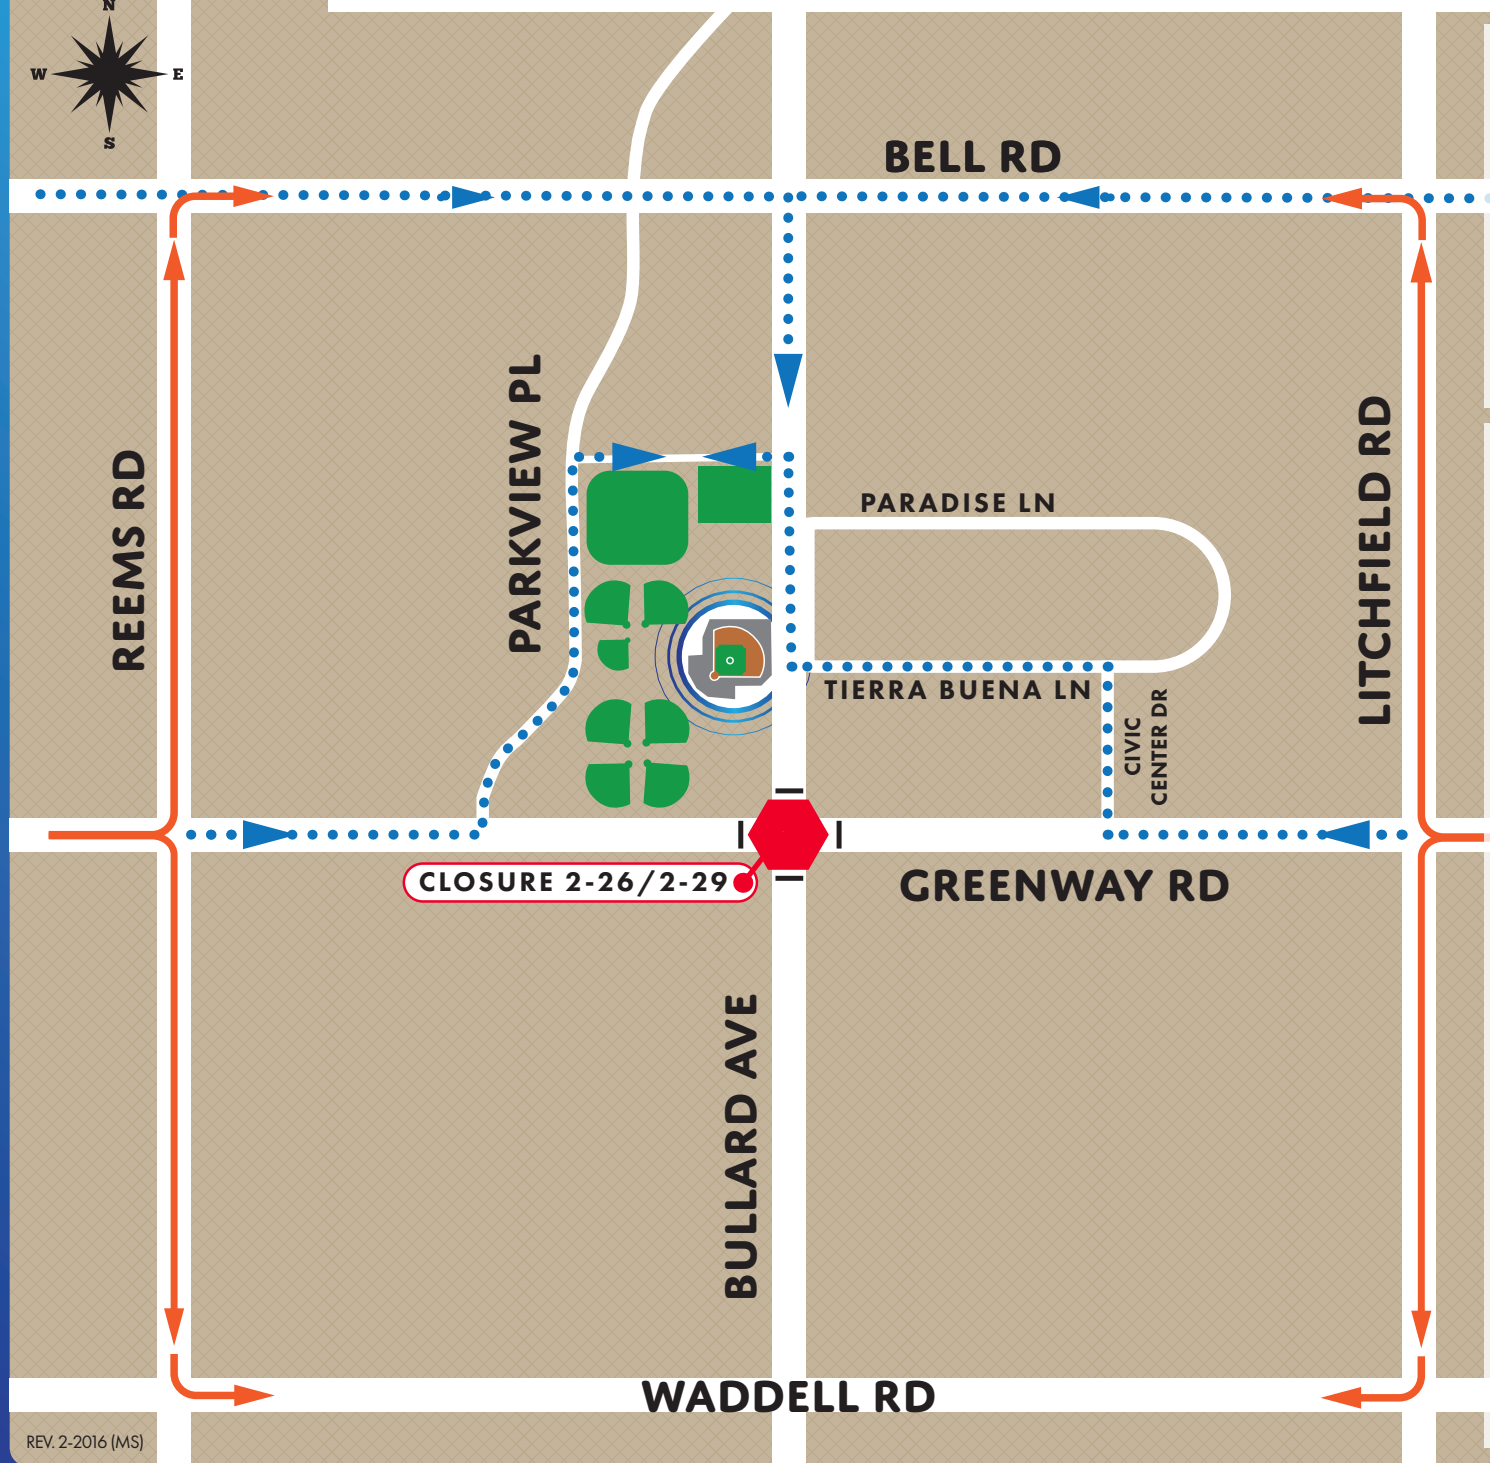 N
W
E
S
BELL RD
PARKVIEW PL
REEMS RD
LITCHFIELD RD
PARADISE LN
TIERRA BUENA LN
CIVIC
CENTER DR
CLOSURE 2-26/2-29
GREENWAY RD
BULLARD AVE
WADDELL RD
REV. 2-2016 (MS)